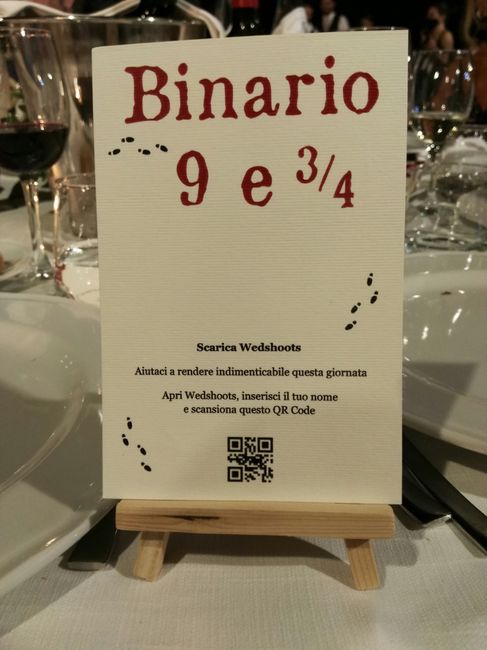 Binario
9 e 3/4
Scarica Wedshoots
Aiutaci a rendere indimenticabile questa giornata
Apri Wedshoots, inserisci il tuo nome
e scansiona questo QR Code